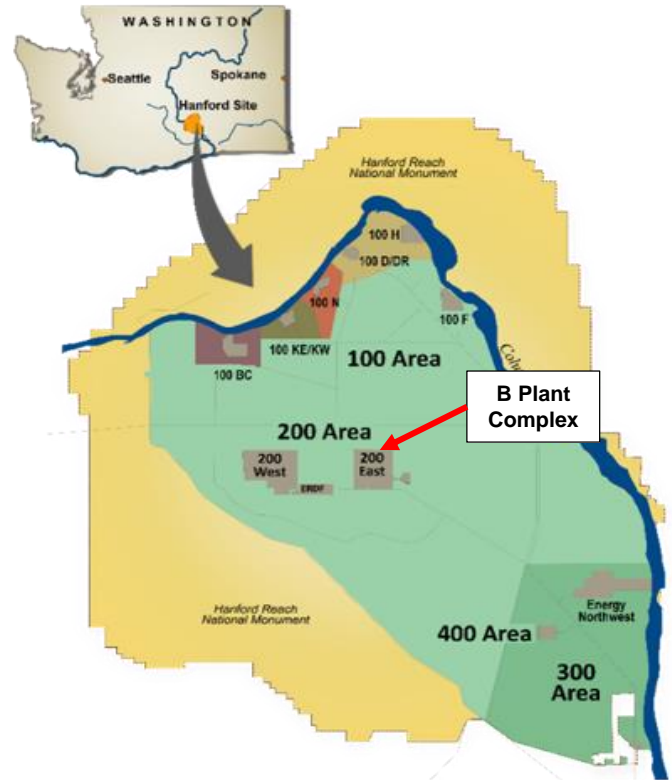 WASHINGTON
Seattle
Spokane
Hanford Site
Hanford Reach
National Monument
100 H
100 D/DR
100 N
100 F
100 KE/KW
100 BC
100 Area
B Plant
Complex
200 Area
200
West
200
East
ERDF
Hanford Reach
National Monument
Energy
Northwest
400 Area
300
Area